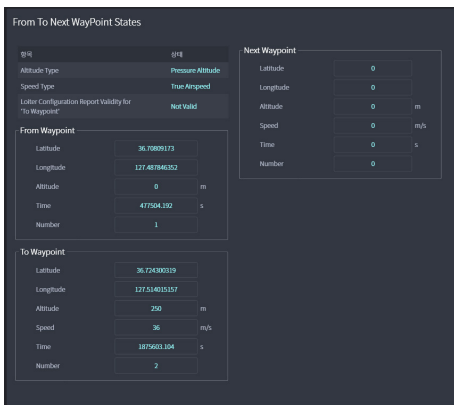 From To Next WayPoint States
항목 상태
Altitude Type Pressure Altitude
Speed Type True Airspeed
Loiter Configuration Report Validity for
'To Waypoint' Not Valid
From Waypoint
Latitude 36.70809173
Longitude 127.487846352
Altitude 0 m
Time 477504.192 s
Number 1
To Waypoint
Latitude 36.724300319
Longitude 127.514015157
Altitude 250 m
Speed 36 m/s
Time 1875603.104 s
Number 2
Next Waypoint
Latitude 0
Longitude 0
Altitude 0 m
Speed 0 m/s
Time 0 s
Number 0